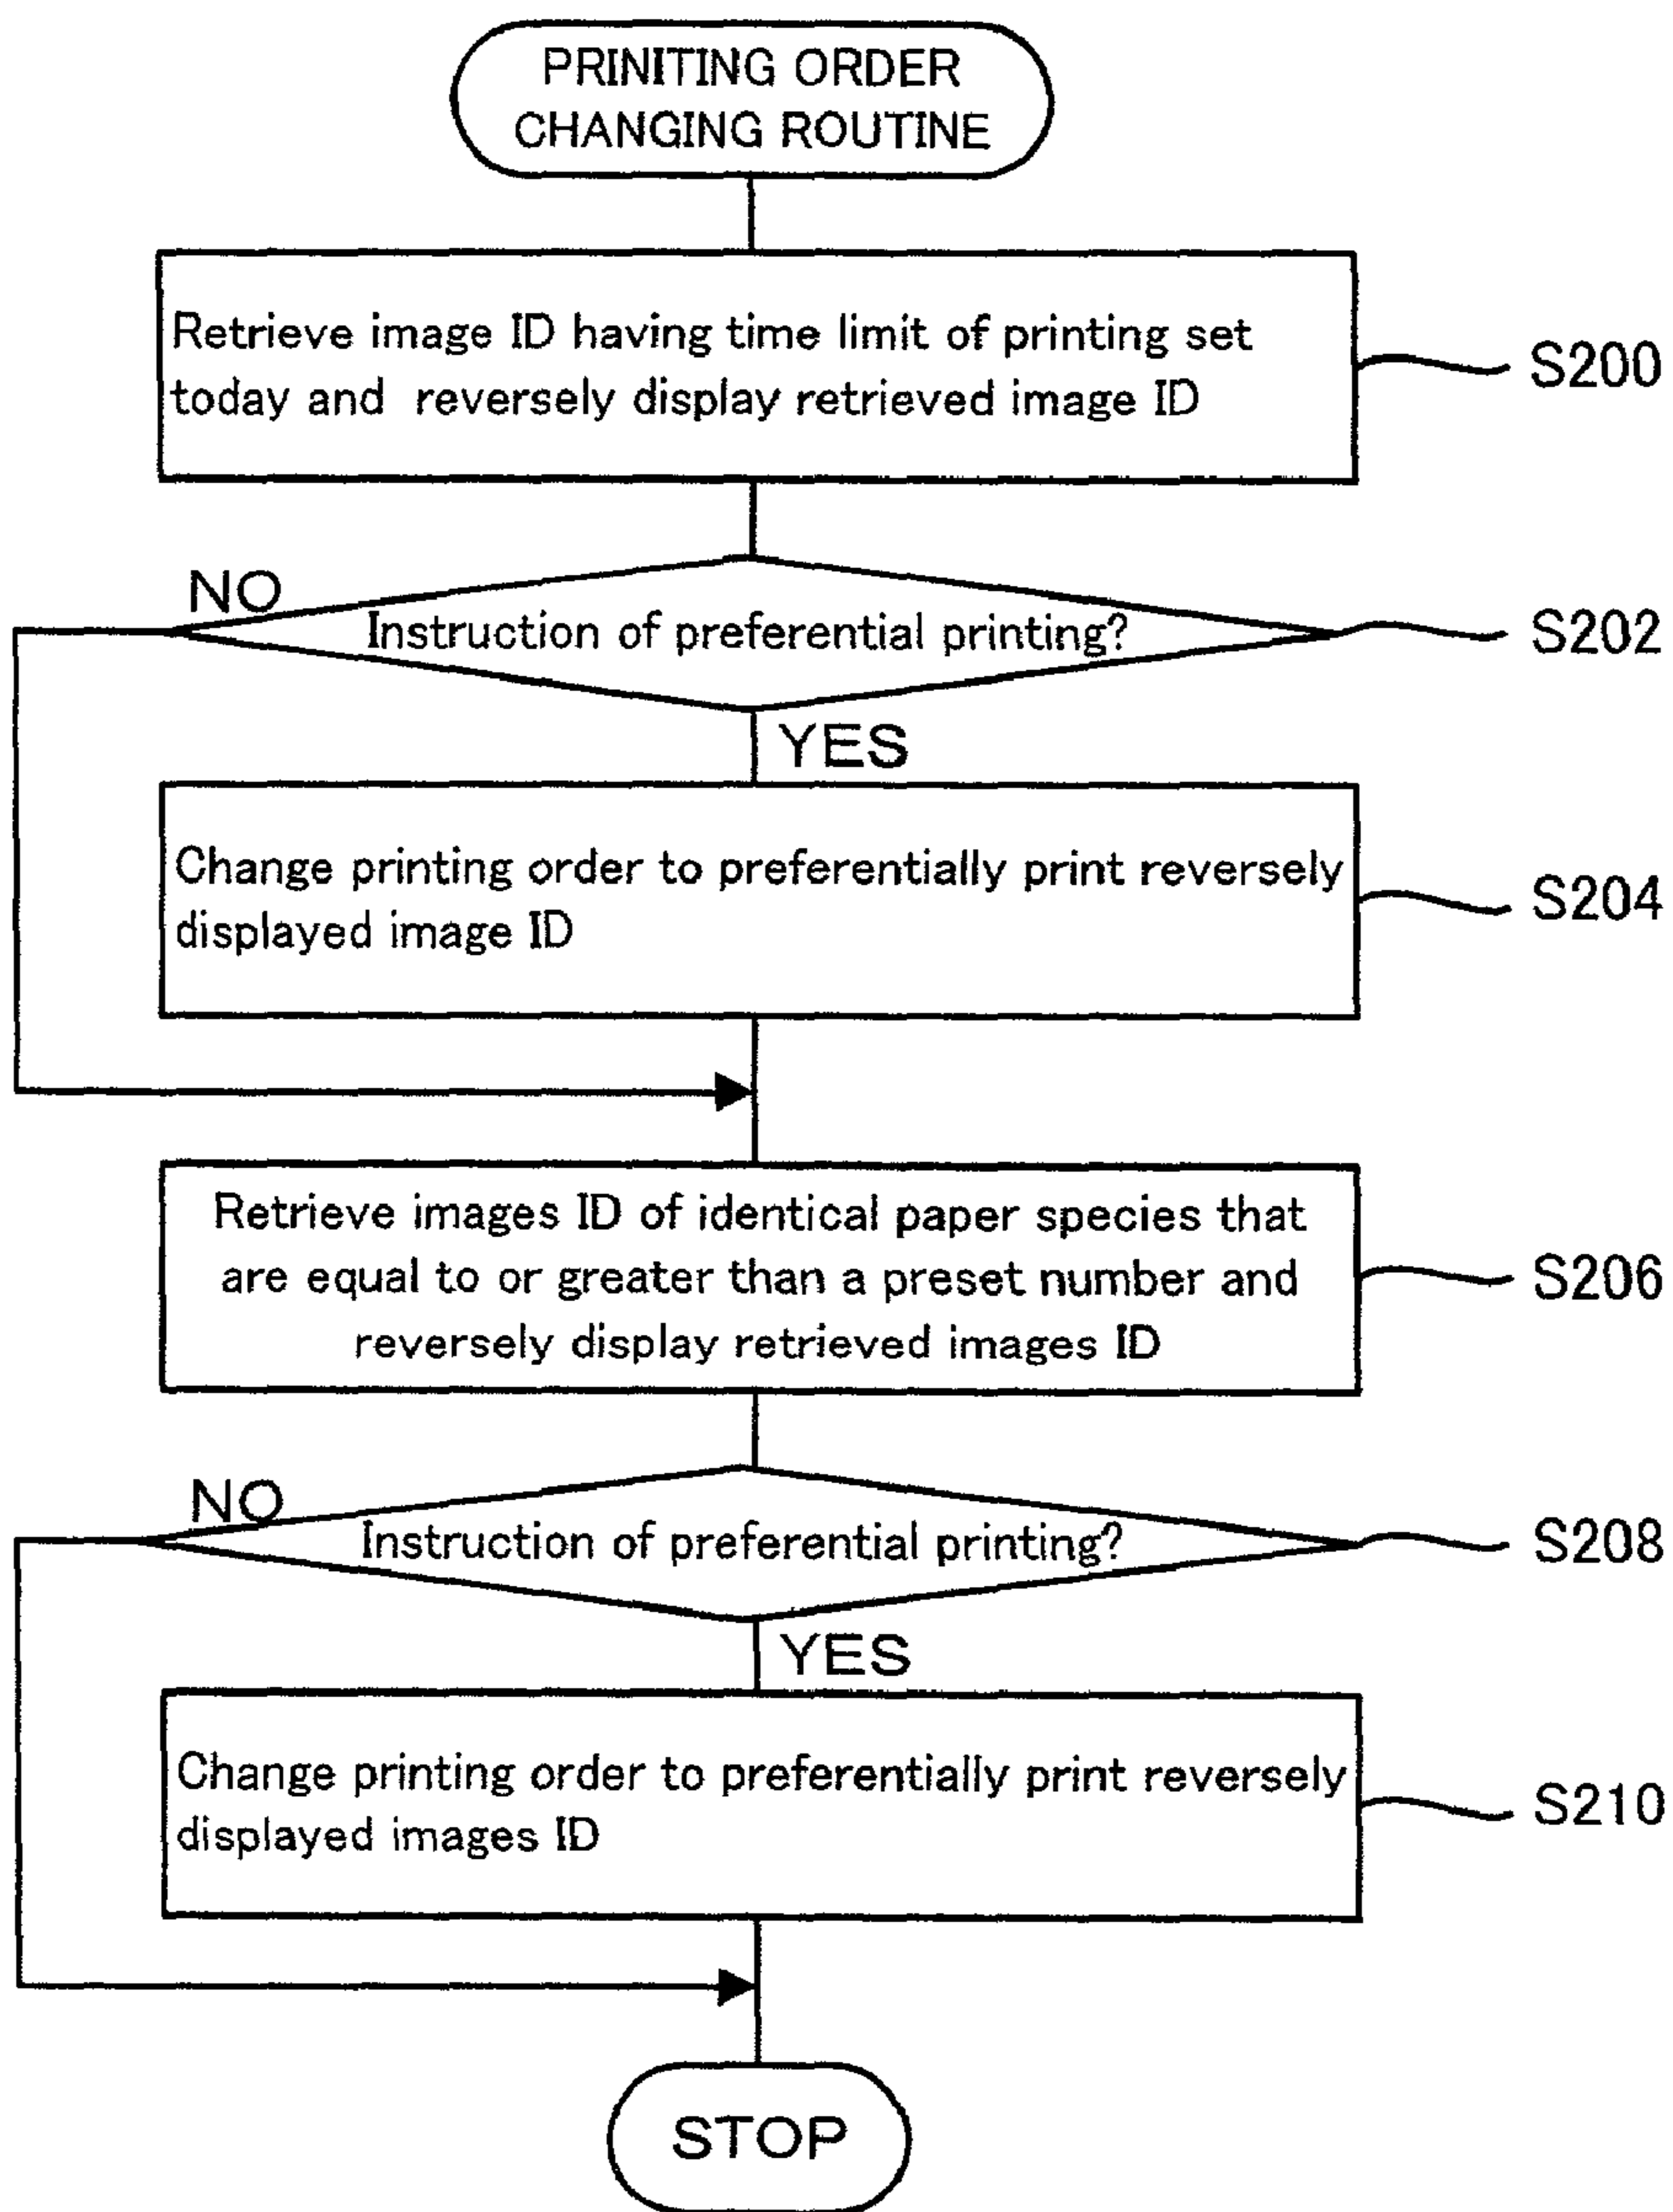 PRINITING ORDER
CHANGING ROUTINE
Retrieve image ID having time limit of printing set
today and reversely display retrieved image ID
S200
NO
Instruction of preferential printing?
S202
YES
Change printing order to preferentially print reversely
displayed image ID
S204
Retrieve images ID of identical paper species that
are equal to or greater than a preset number and
reversely display retrieved images ID
S206
NO
Instruction of preferential printing?
S208
YES
Change printing order to preferentially print reversely
displayed images ID
S210
STOP